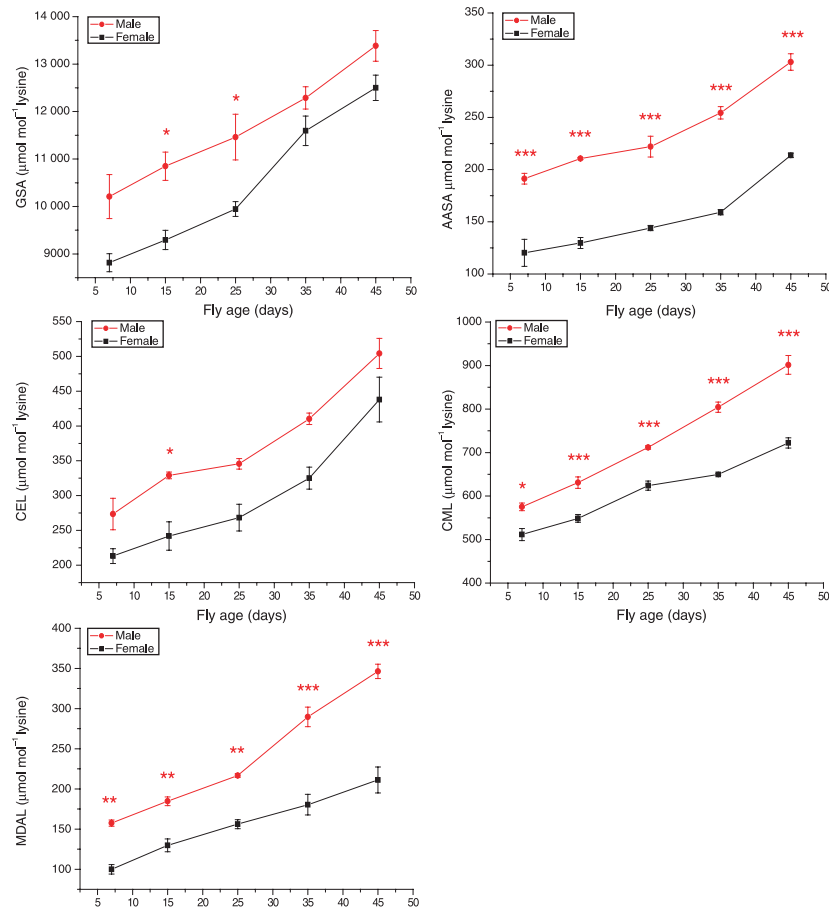 14 000
Male
Female
13 000
12 000
11 000
10 000
9000
GSA (μmol mol⁻¹ lysine)
* *
5 10 15 20 25 30 35 40 45 50
Fly age (days)
Male
Female
350
300
250
200
150
100
AASA μmol mol⁻¹ lysine)
*** *** *** *** ***
5 10 15 20 25 30 35 40 45 50
Fly age (days)
550
Male
Female
500
450
400
350
300
250
200
CEL (μmol mol⁻¹ lysine)
*
5 10 15 20 25 30 35 40 45 50
Fly age (days)
1000
Male
Female
900
800
700
600
500
400
CML (μmol mol⁻¹ lysine)
* *** *** *** ***
5 10 15 20 25 30 35 40 45 50
Fly age (days)
400
Male
Female
350
300
250
200
150
100
MDAL (μmol mol⁻¹ lysine)
** ** ** *** ***
5 10 15 20 25 30 35 40 45 50
Fly age (days)